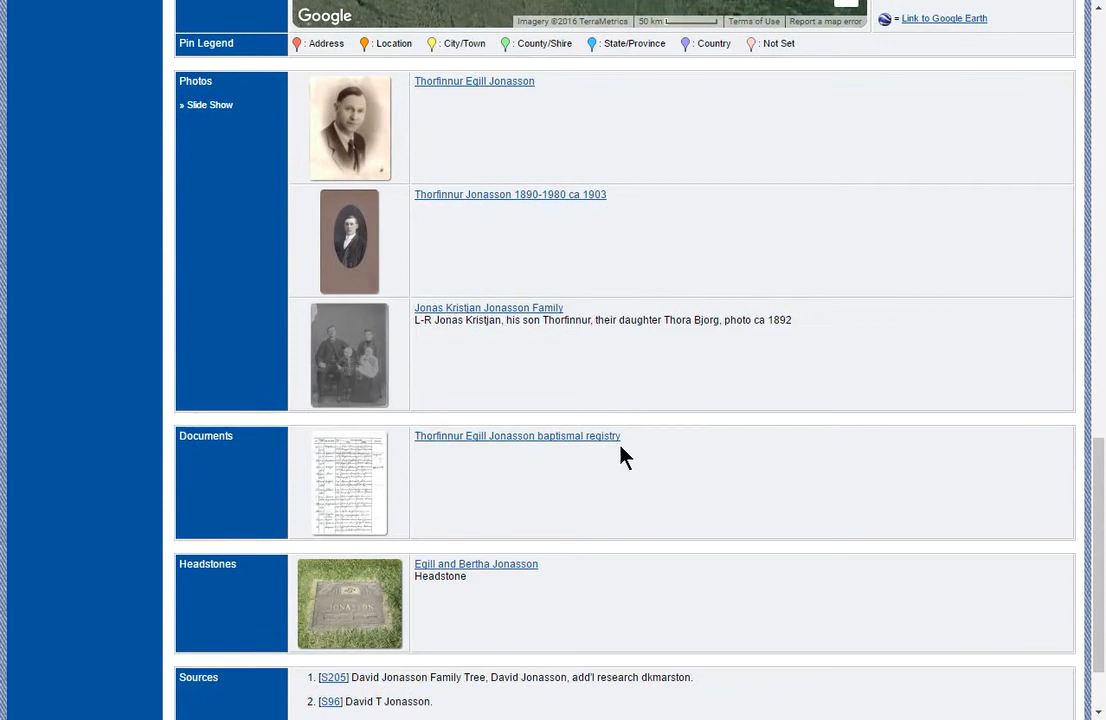 Google
Imagery ©2016 TerraMetrics
50 km
Terms of Use
Report a map error
= Link to Google Earth
Pin Legend
: Address : Location : City/Town : County/Shire : State/Province : Country : Not Set
Photos
Thorfinnur Egill Jonasson
» Slide Show
Thorfinnur Jonasson 1890-1980 ca 1903
Jonas Kristjan Jonasson Family
L-R Jonas Kristjan, his son Thorfinnur, their daughter Thora Bjorg, photo ca 1892
Documents
Thorfinnur Egill Jonasson baptismal registry
Headstones
Egill and Bertha Jonasson
Headstone
JONASSON
Sources
1. [S205] David Jonasson Family Tree, David Jonasson, add'l research dkmarston.
2. [S96] David T Jonasson.